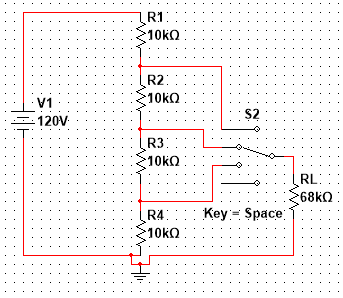 R1
10kΩ
R2
10kΩ
V1
120V
S2
R3
10kΩ
RL
68kΩ
R4
10kΩ
Key = Space